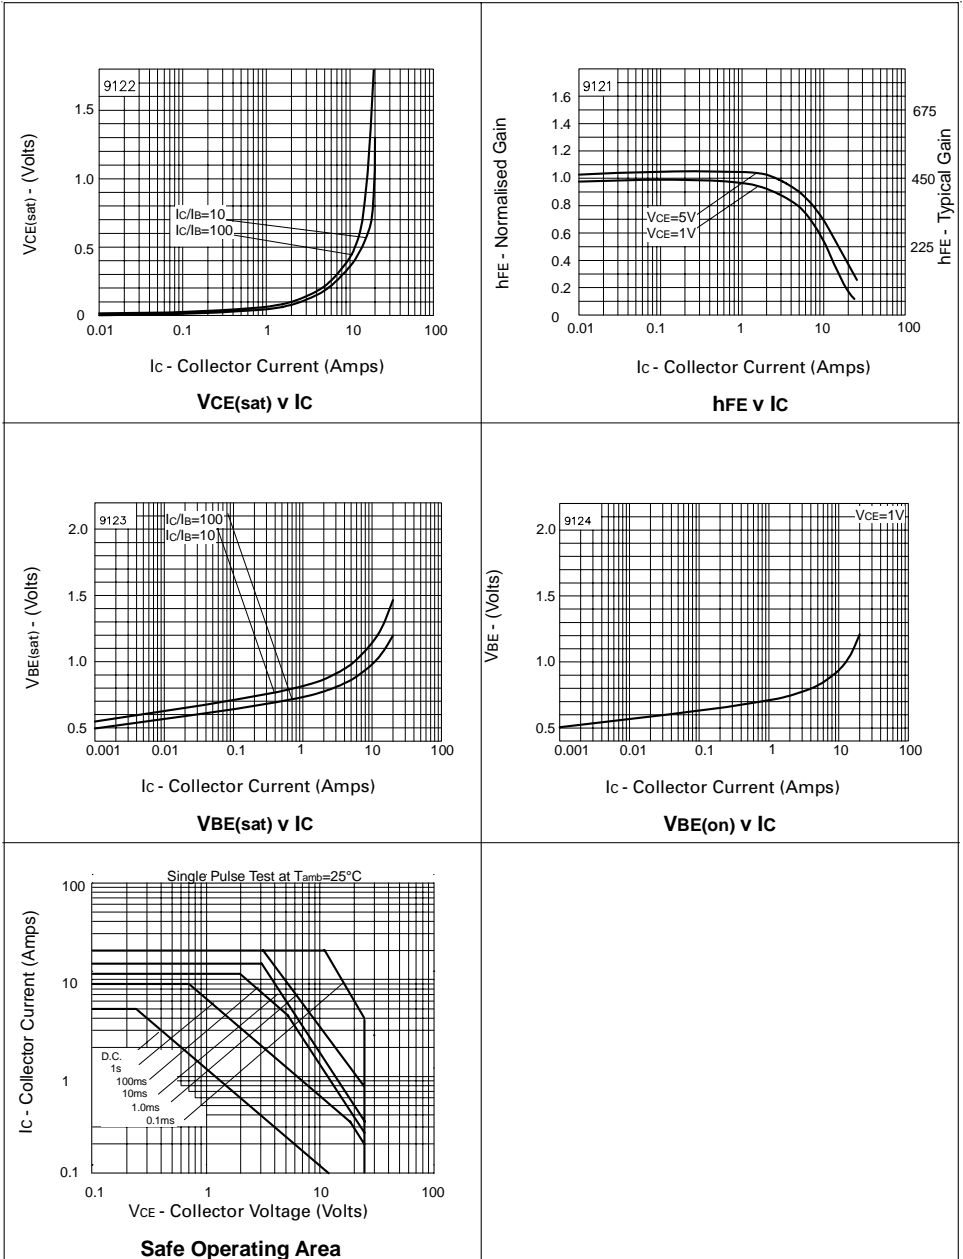 9122
VCE(sat) - (Volts)
1.5
1.0
0.5
0
IC/IB=10
IC/IB=100
0.01 0.1 1 10 100
IC - Collector Current (Amps)
VCE(sat) v IC
9121
hFE - Normalised Gain
1.6
1.4
1.2
1.0
0.8
0.6
0.4
0.2
0
VCE=5V
VCE=1V
675
450
225
hFE - Typical Gain
0.01 0.1 1 10 100
IC - Collector Current (Amps)
hFE v IC
9123
VBE(sat) - (Volts)
2.0
1.5
1.0
0.5
IC/IB=100
IC/IB=10
0.001 0.01 0.1 1 10 100
IC - Collector Current (Amps)
VBE(sat) v IC
9124
VCE=1V
VBE - (Volts)
2.0
1.5
1.0
0.5
0.001 0.01 0.1 1 10 100
IC - Collector Current (Amps)
VBE(on) v IC
Single Pulse Test at Tamb=25°C
IC - Collector Current (Amps)
100
10
1
0.1
D.C.
1s
100ms
10ms
1.0ms
0.1ms
0.1 1 10 100
VCE - Collector Voltage (Volts)
Safe Operating Area